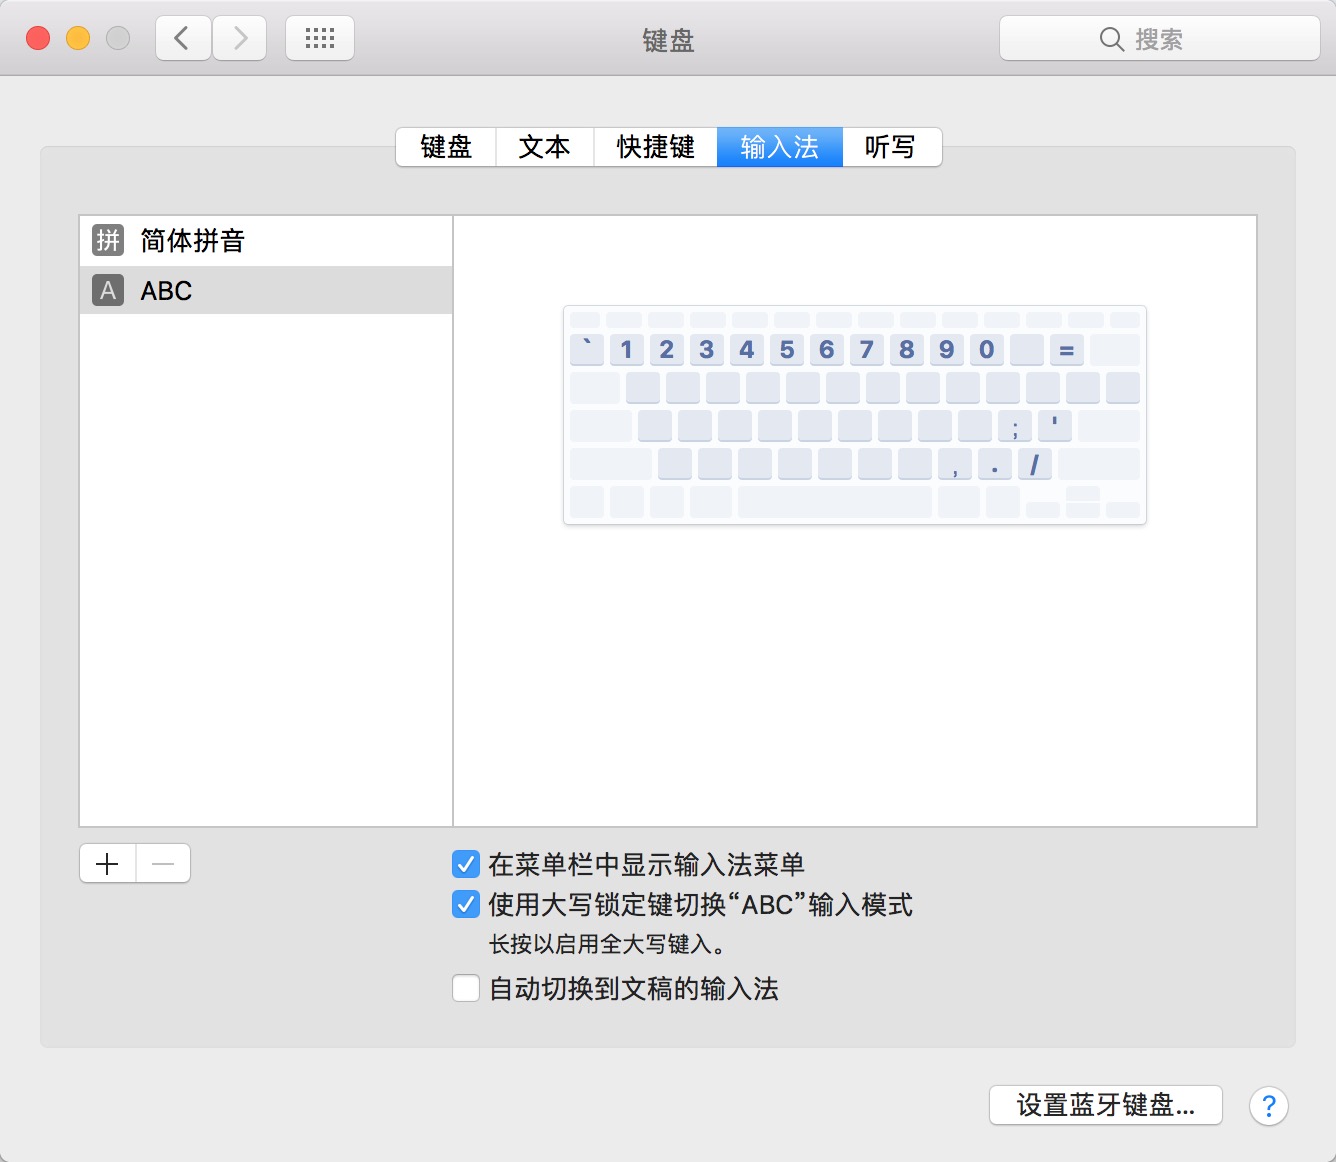 键盘
搜索
键盘 文本 快捷键 输入法 听写
拼 简体拼音
A ABC
` 1 2 3 4 5 6 7 8 9 0 =
; '
, . /
在菜单栏中显示输入法菜单
使用大写锁定键切换“ABC”输入模式
长按以启用全大写键入。
自动切换到文稿的输入法
设置蓝牙键盘...
?